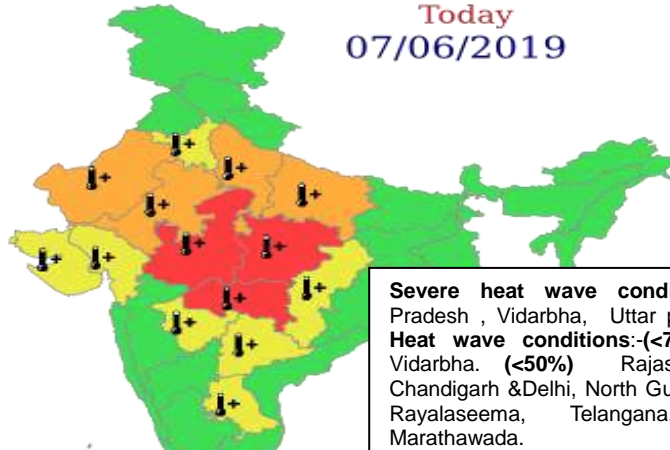 Today
07/06/2019
Severe heat wave condi
Pradesh , Vidarbha, Uttar p
Heat wave conditions:-(<7
Vidarbha. (<50%) Rajas
Chandigarh &Delhi, North Gu
Rayalaseema, Telangana
Marathawada.